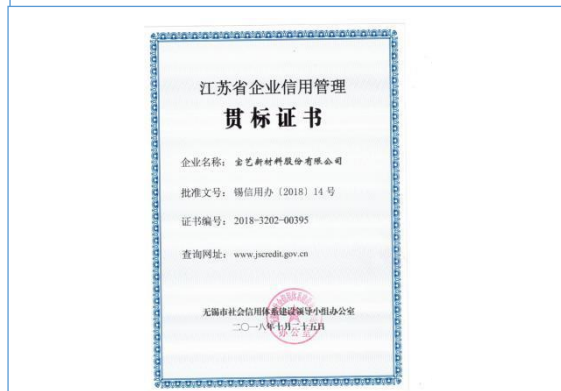 江苏省企业信用管理
贯标证书
企业名称：宝艺新材料股份有限公司
批准文号：锡信用办〔2018〕14号
证书编号：2018-3202-00395
查询网址：www.jscredit.gov.cn
无锡市社会信用体系建设领导小组办公室
二〇一八年十月二十五日
办公室